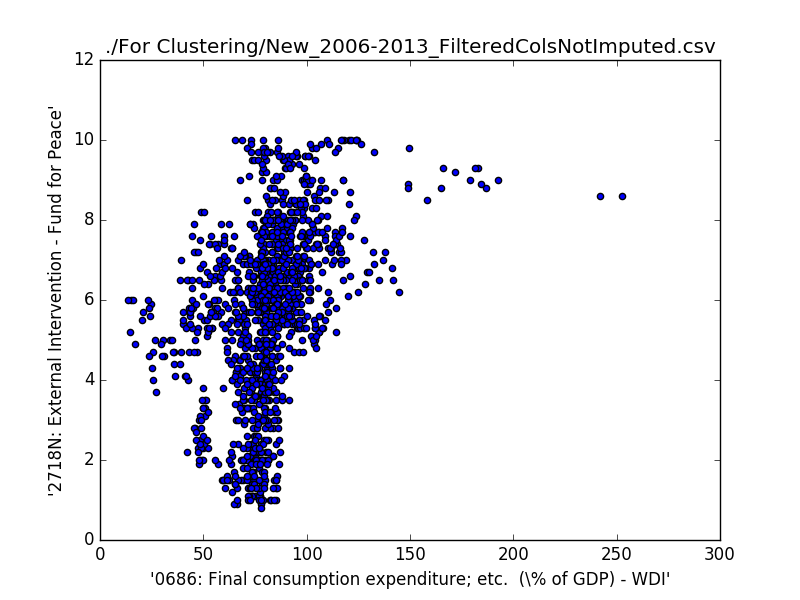 ./For Clustering/New_2006-2013_FilteredColsNotImputed.csv
'2718N: External Intervention - Fund for Peace'
12
10
8
6
4
2
0
0 50 100 150 200 250 300
'0686: Final consumption expenditure; etc.  (\% of GDP) - WDI'